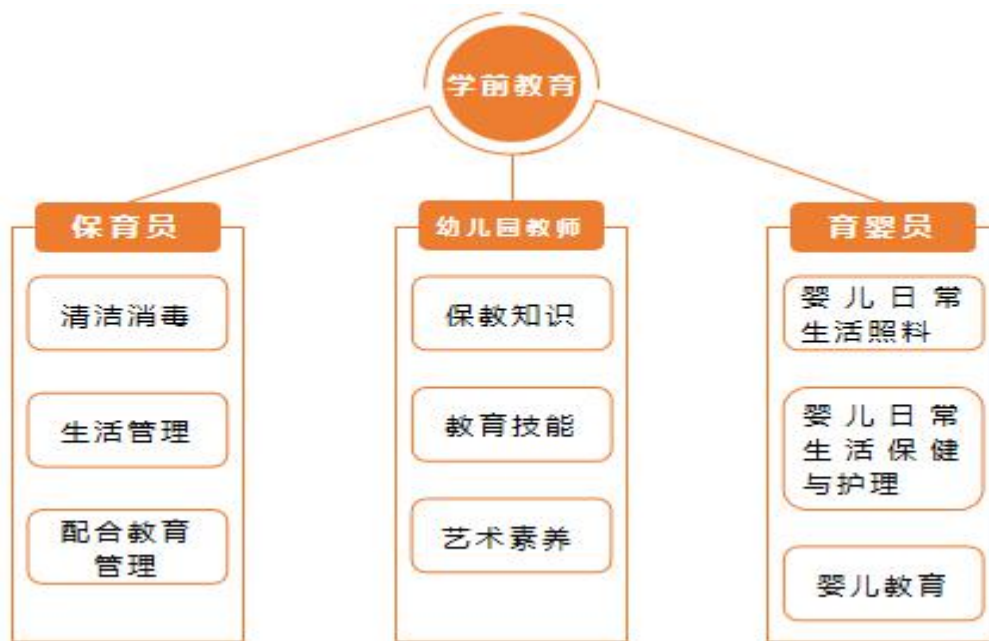 学前教育
保育员
清洁消毒
生活管理
配合教育
管理
幼儿园教师
保教知识
教育技能
艺术素养
育婴员
婴儿日常
生活照料
婴儿日常
生活保健
与护理
婴儿教育